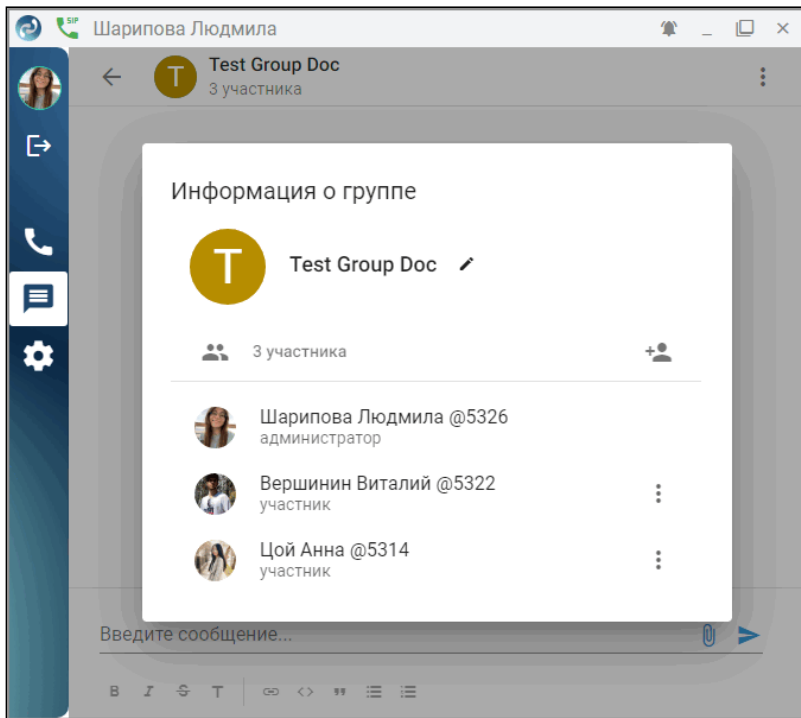 SIP
Шарипова Людмила
T
Test Group Doc
3 участника
Информация о группе
T
Test Group Doc
3 участника
Шарипова Людмила @5326
администратор
Вершинин Виталий @5322
участник
Цой Анна @5314
участник
Введите сообщение...
B I S T